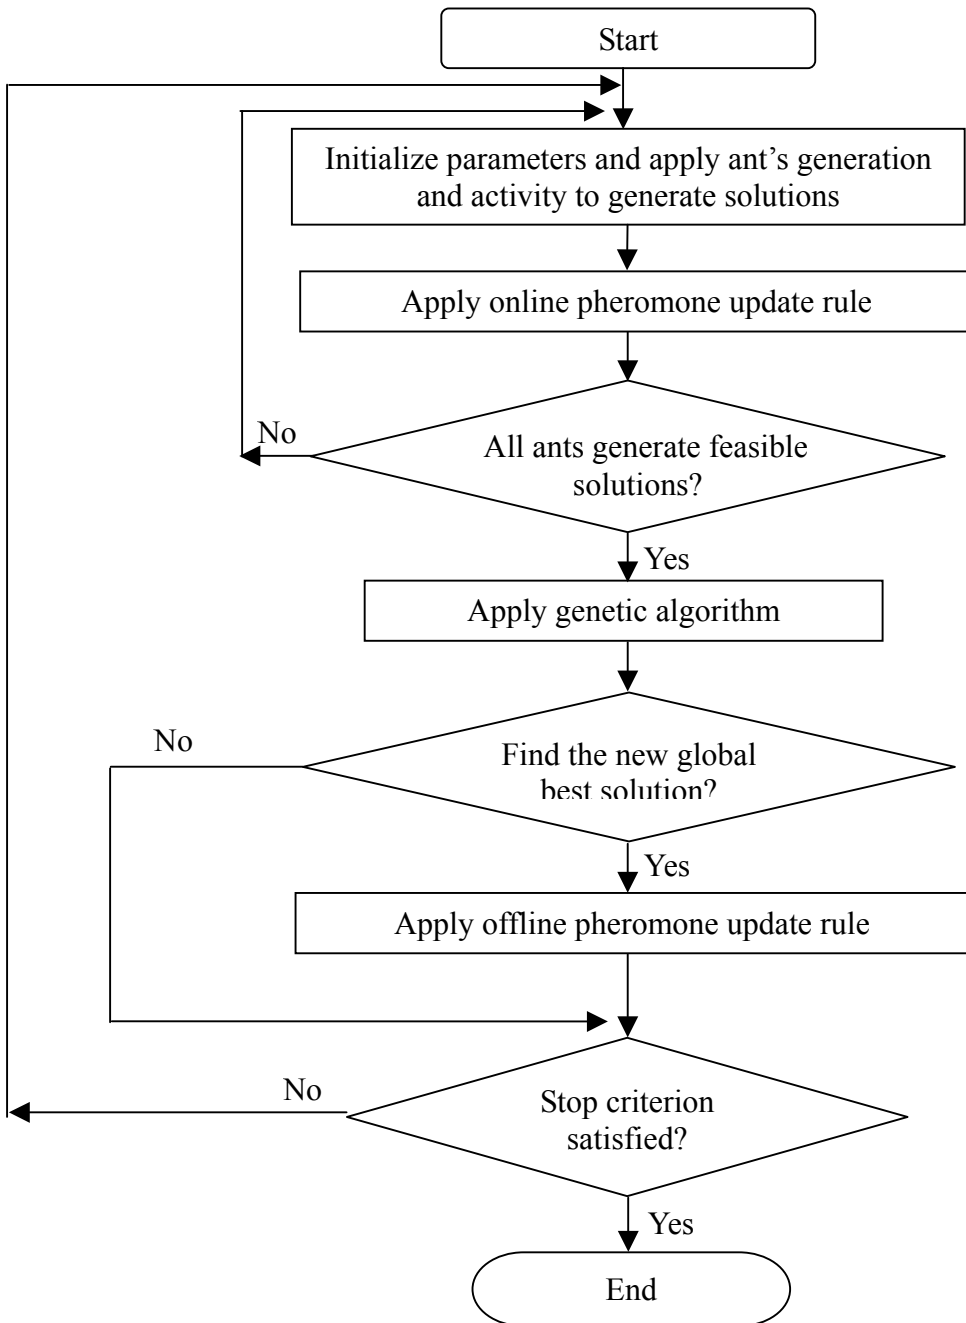 Start
Initialize parameters and apply ant’s generation
and activity to generate solutions
Apply online pheromone update rule
No
All ants generate feasible
solutions?
Yes
Apply genetic algorithm
No
Find the new global
best solution?
Yes
Apply offline pheromone update rule
No
Stop criterion
satisfied?
Yes
End